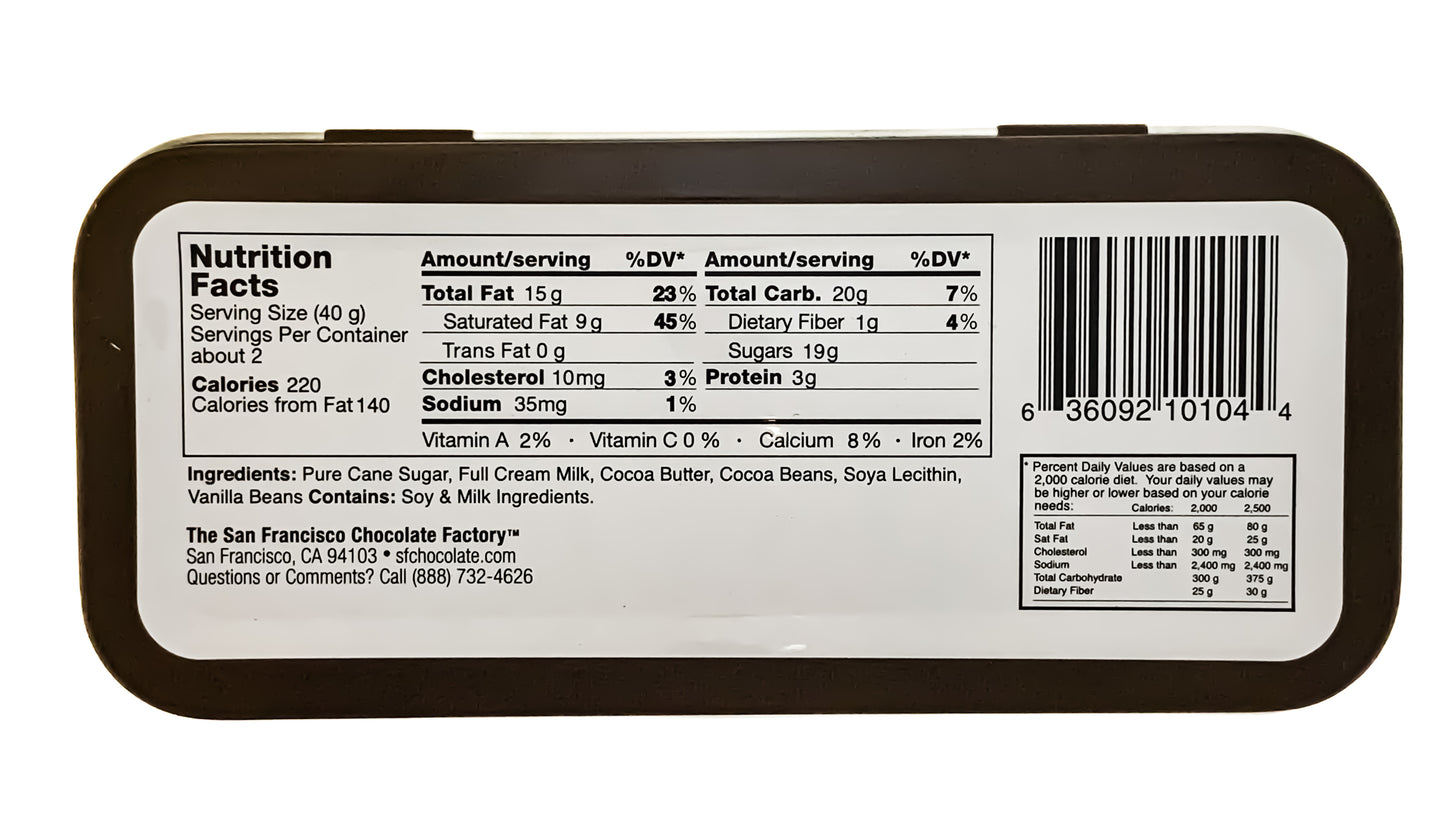 Nutrition
Facts
Serving Size (40 g)
Servings Per Container
about 2
Calories 220
Calories from Fat 140
Amount/serving %DV* Amount/serving %DV*
Total Fat 15g 23% Total Carb. 20g 7%
Saturated Fat 9g 45% Dietary Fiber 1g 4%
Trans Fat 0 g Sugars 19g
Cholesterol 10mg 3% Protein 3g
Sodium 35mg 1%
Vitamin A 2% · Vitamin C 0 % · Calcium 8% · Iron 2%
Ingredients: Pure Cane Sugar, Full Cream Milk, Cocoa Butter, Cocoa Beans, Soya Lecithin,
Vanilla Beans Contains: Soy & Milk Ingredients.
The San Francisco Chocolate Factory™
San Francisco, CA 94103 • sfchocolate.com
Questions or Comments? Call (888) 732-4626
6 36092 10104 4
* Percent Daily Values are based on a
2,000 calorie diet. Your daily values may
be higher or lower based on your calorie
needs: Calories: 2,000 2,500
Total Fat Less than 65 g 80 g
Sat Fat Less than 20 g 25 g
Cholesterol Less than 300 mg 300 mg
Sodium Less than 2,400 mg 2,400 mg
Total Carbohydrate 300 g 375 g
Dietary Fiber 25 g 30 g